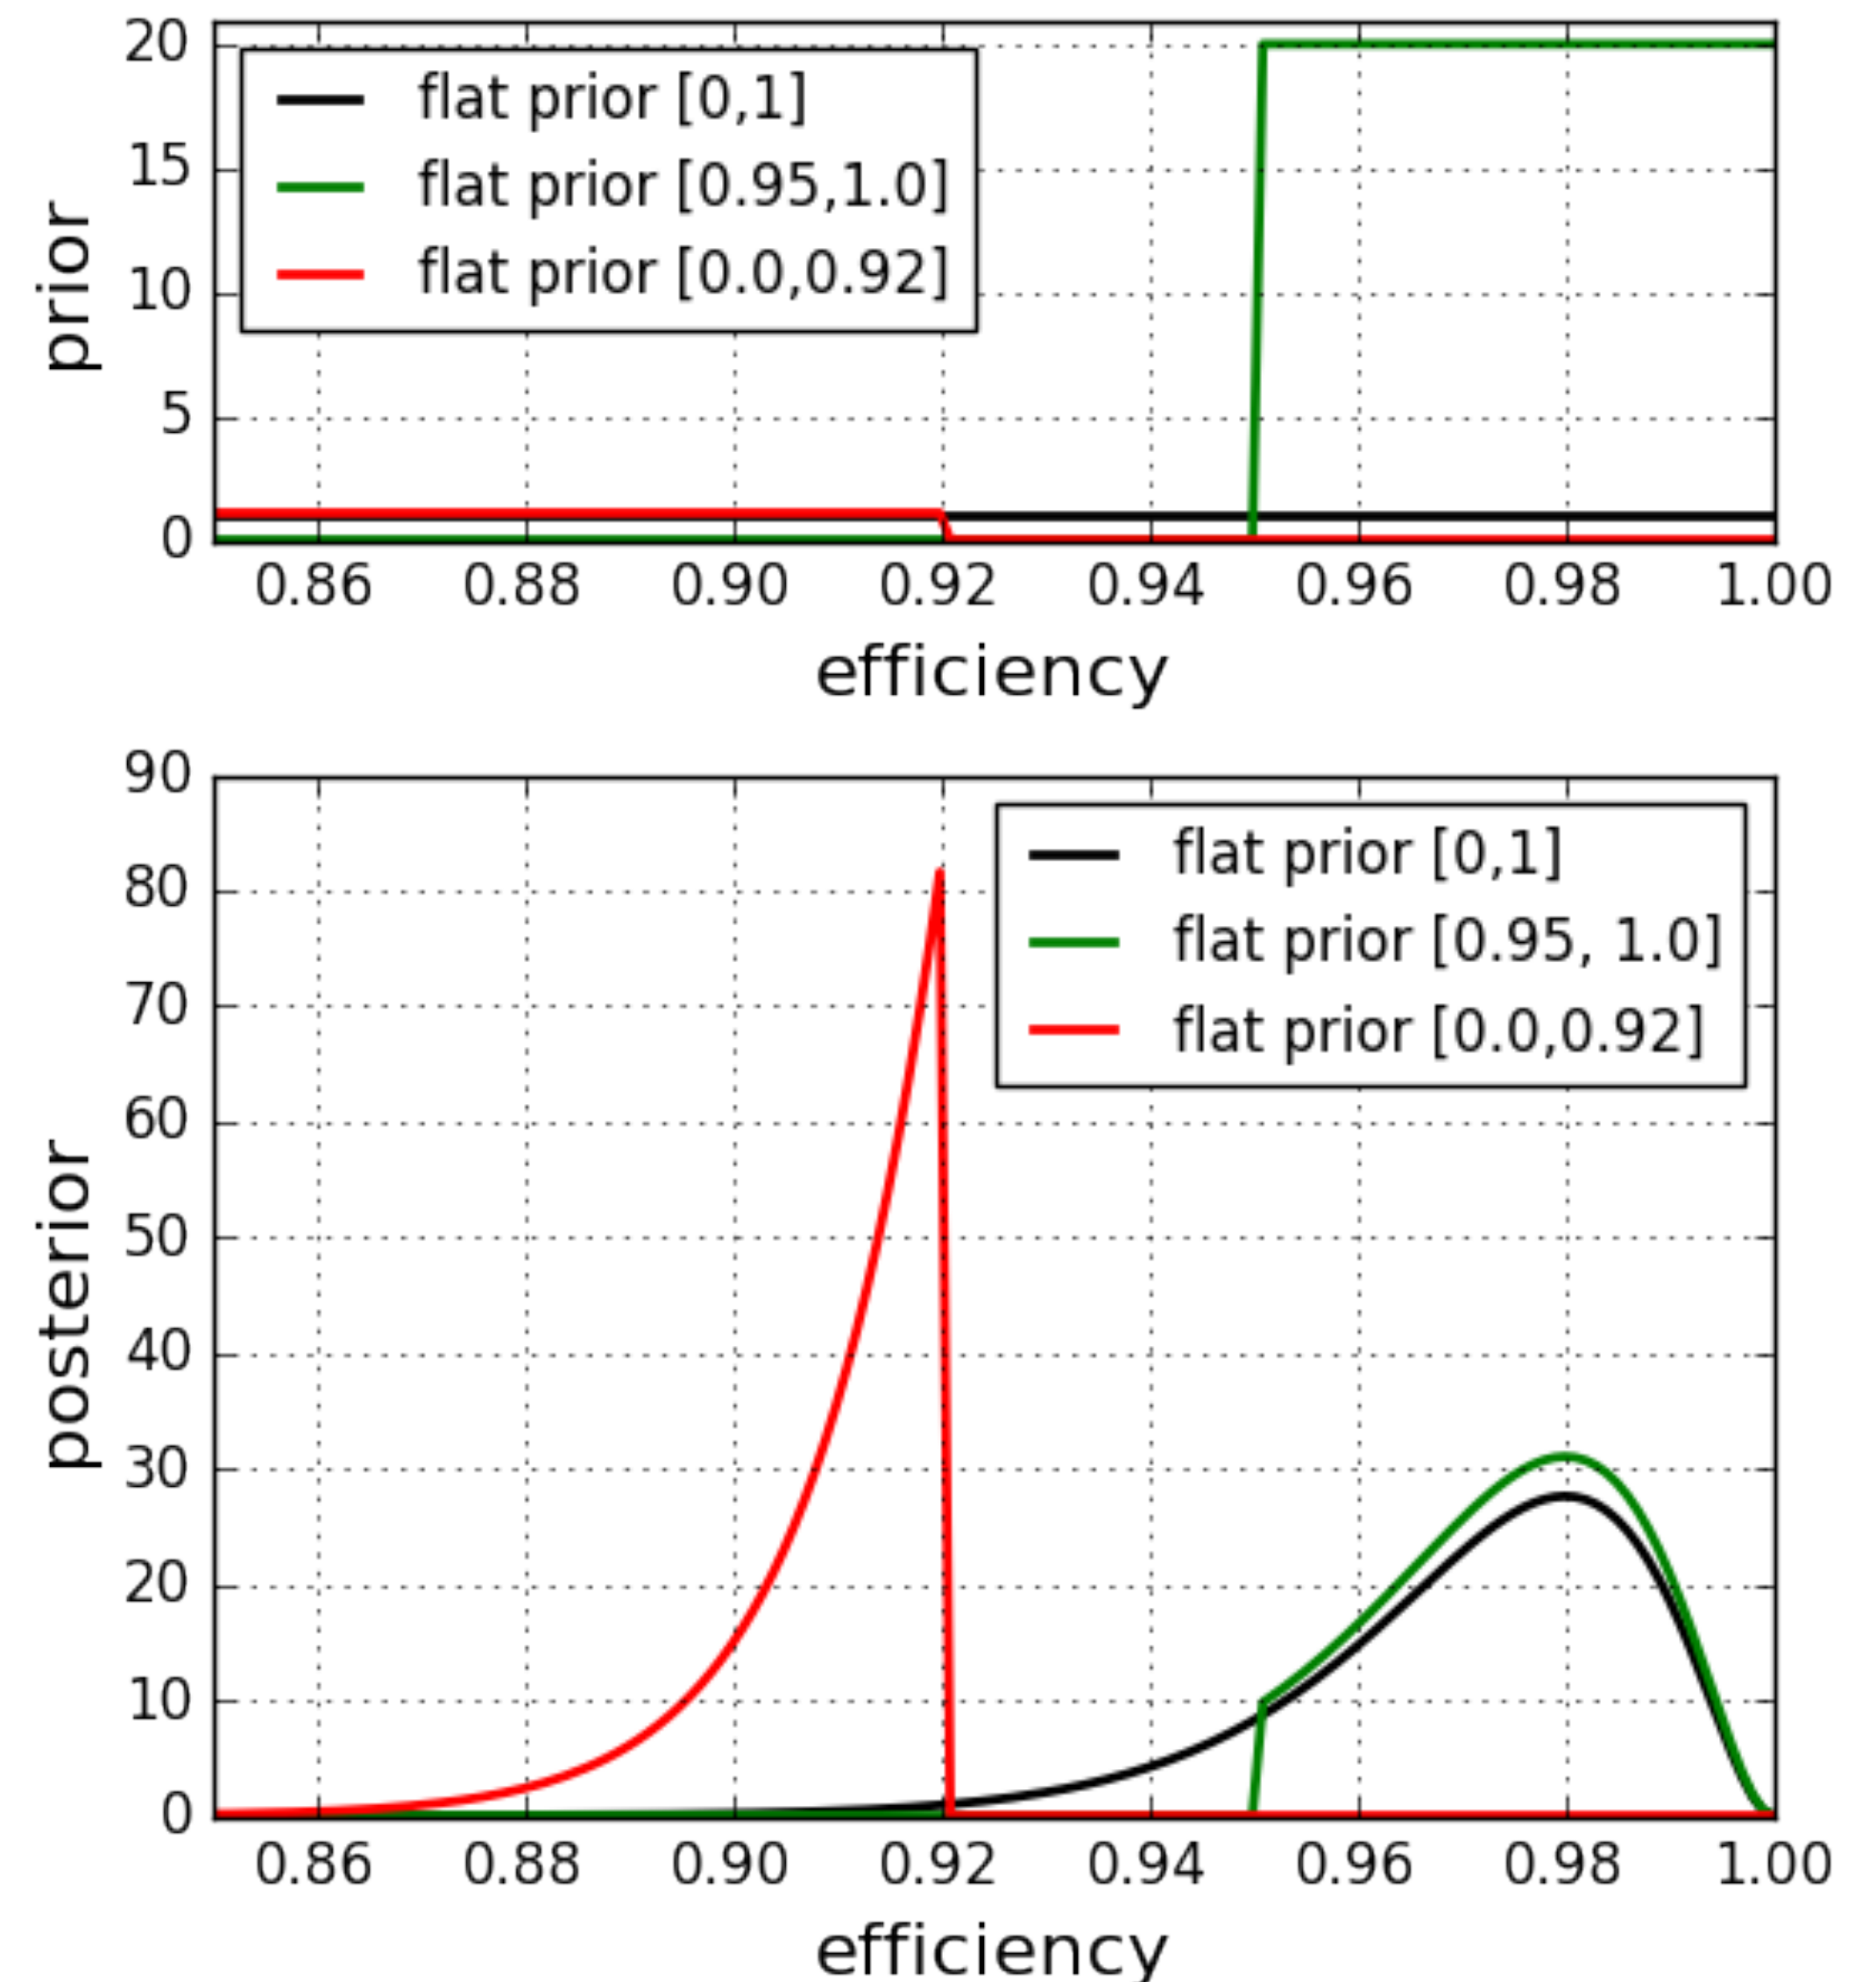 20
15
10
5
0
prior
flat prior [0,1]
flat prior [0.95,1.0]
flat prior [0.0,0.92]
0.86 0.88 0.90 0.92 0.94 0.96 0.98 1.00
efficiency
90
80
70
60
50
40
30
20
10
0
posterior
flat prior [0,1]
flat prior [0.95, 1.0]
flat prior [0.0,0.92]
0.86 0.88 0.90 0.92 0.94 0.96 0.98 1.00
efficiency